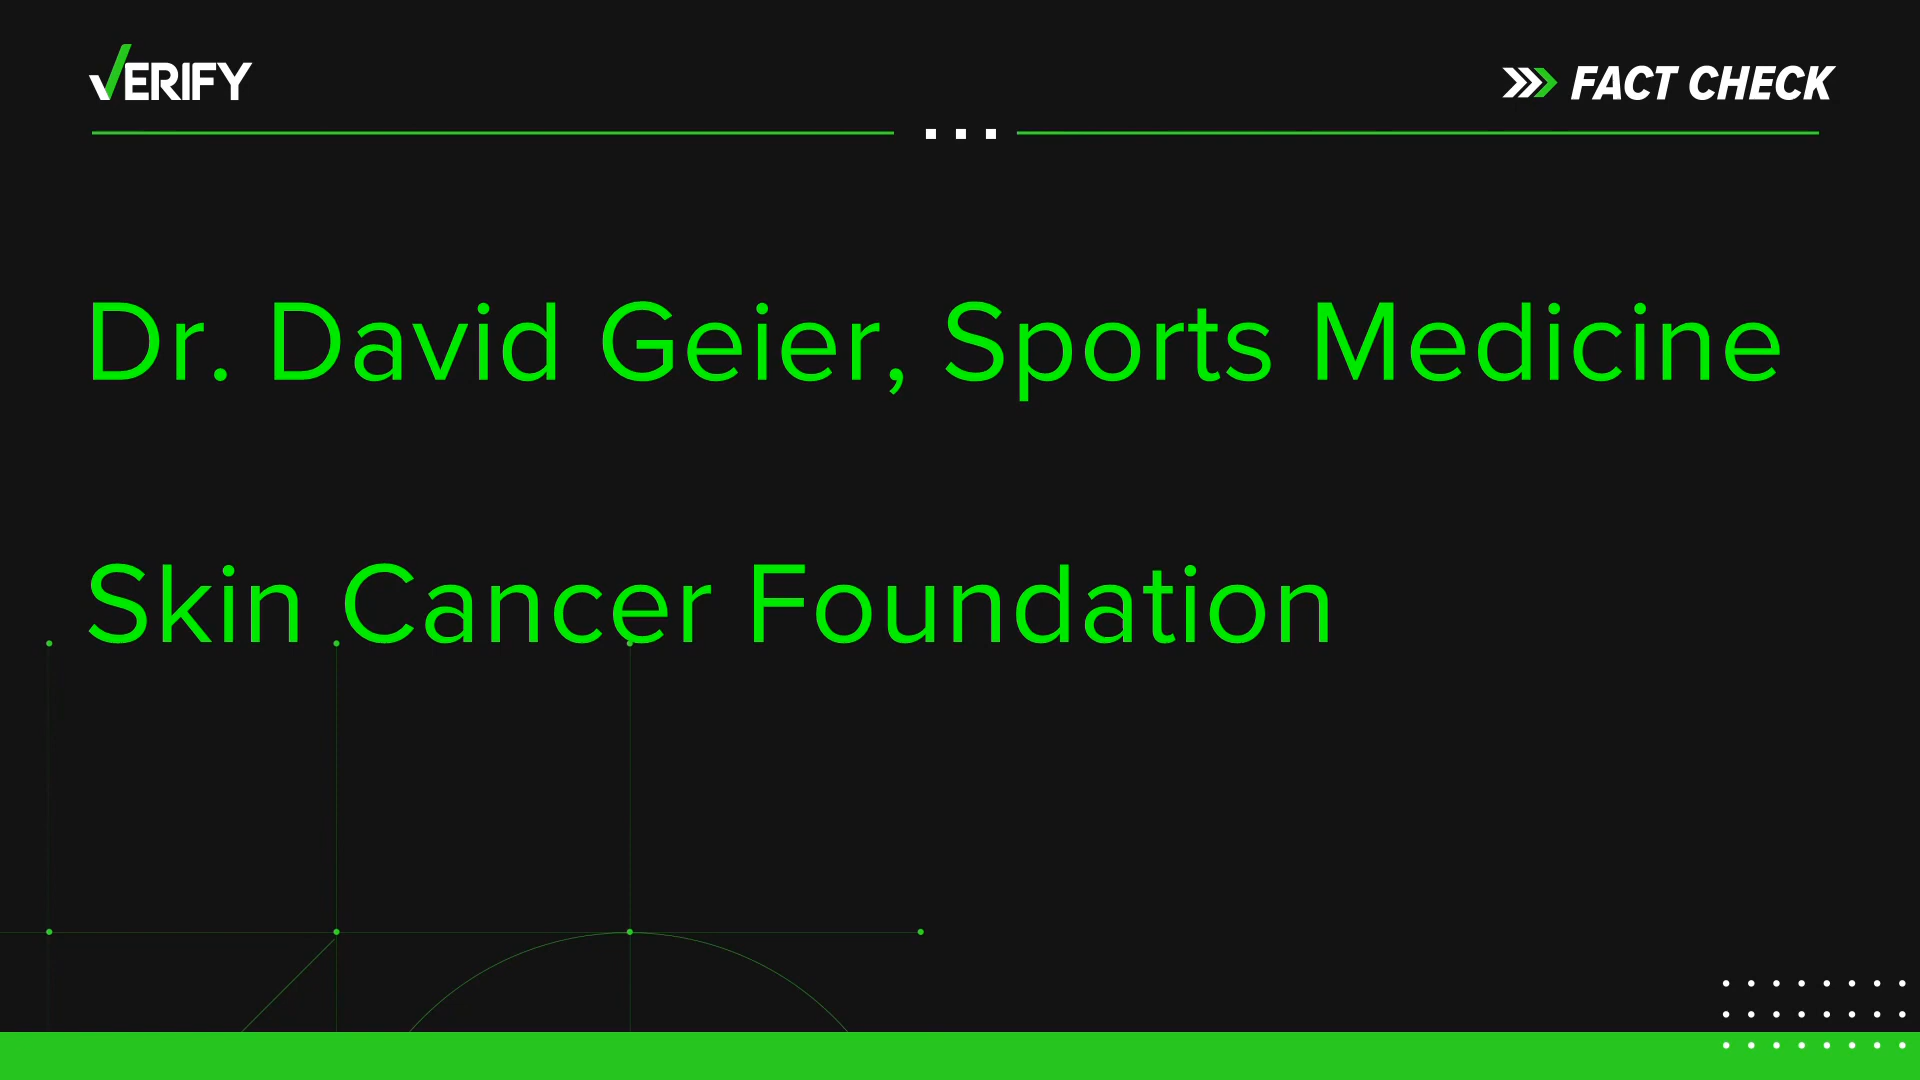 VERIFY
FACT CHECK
Dr. David Geier, Sports Medicine
Skin Cancer Foundation